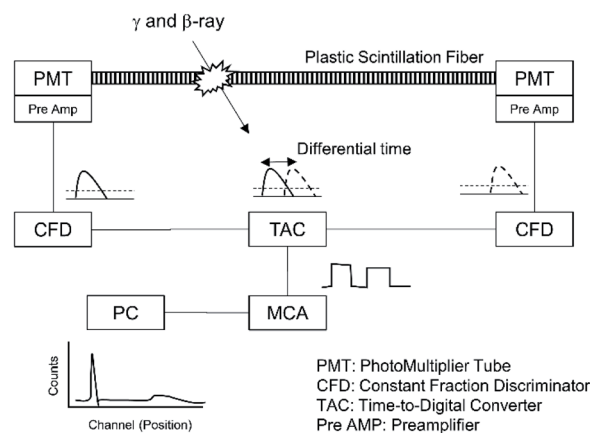 γ and β-ray
Plastic Scintillation Fiber
PMT
PMT
Pre Amp
Pre Amp
Differential time
CFD
TAC
CFD
PC
MCA
Counts
Channel (Position)
PMT: PhotoMultiplier Tube
CFD: Constant Fraction Discriminator
TAC: Time-to-Digital Converter
Pre AMP: Preamplifier